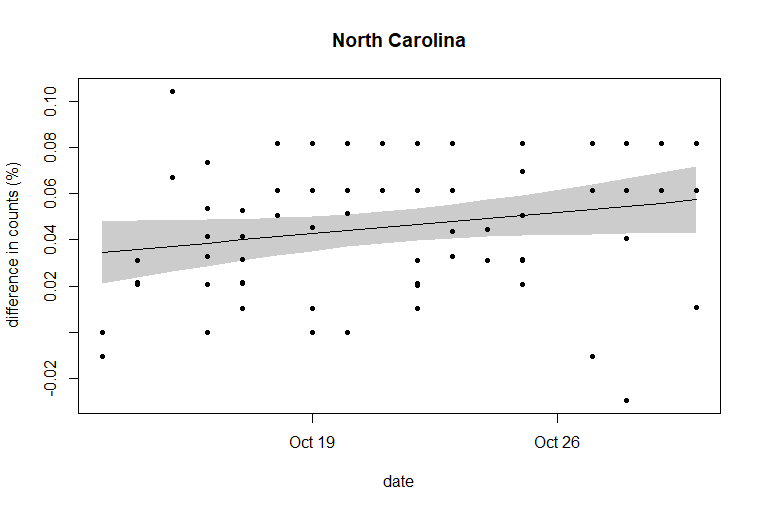 North Carolina
difference in counts (%)
0.10
0.08
0.06
0.04
0.02
-0.02
Oct 19
Oct 26
date